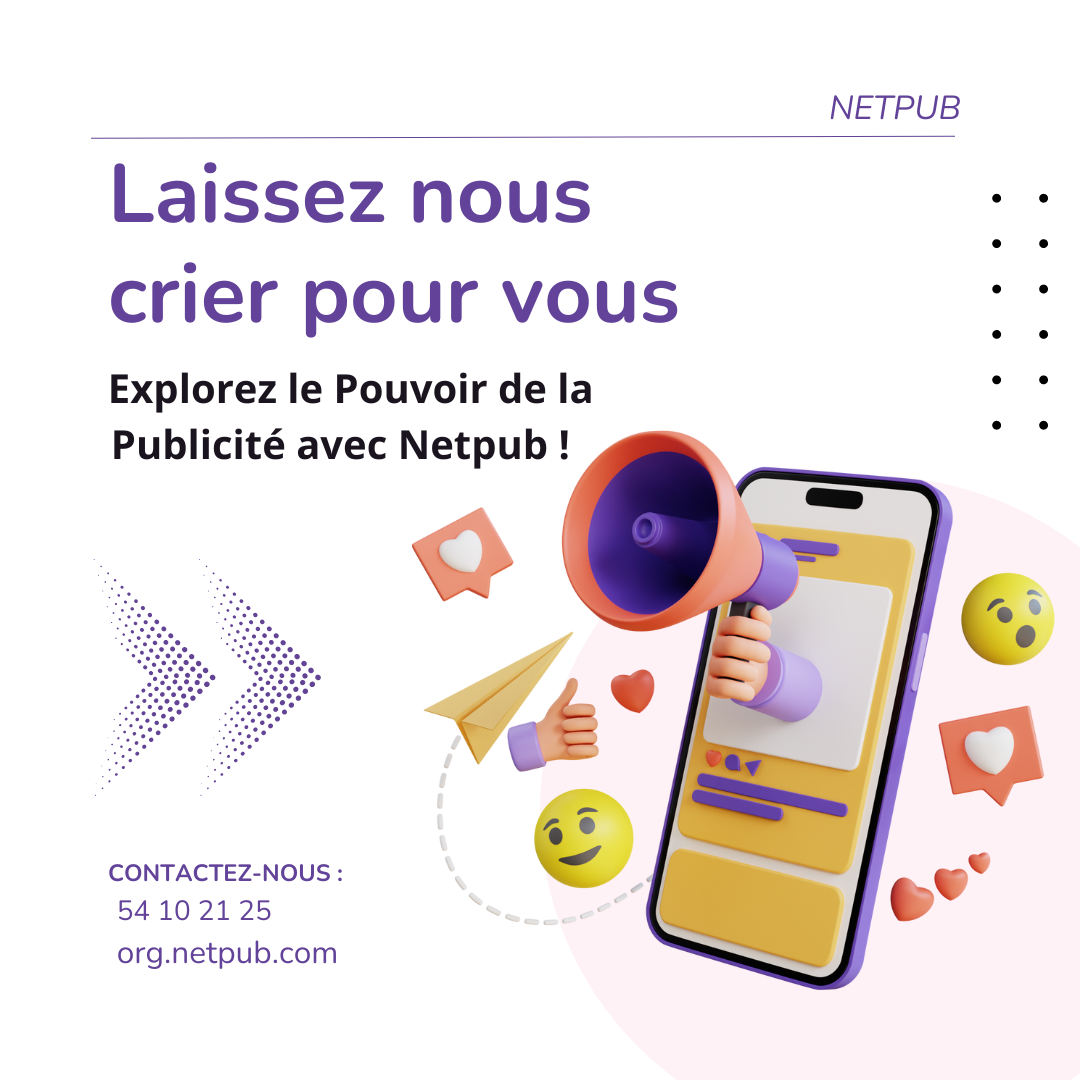 NETPUB
Laissez nous
crier pour vous
Explorez le Pouvoir de la
Publicité avec Netpub !
CONTACTEZ-NOUS :
54 10 21 25
org.netpub.com